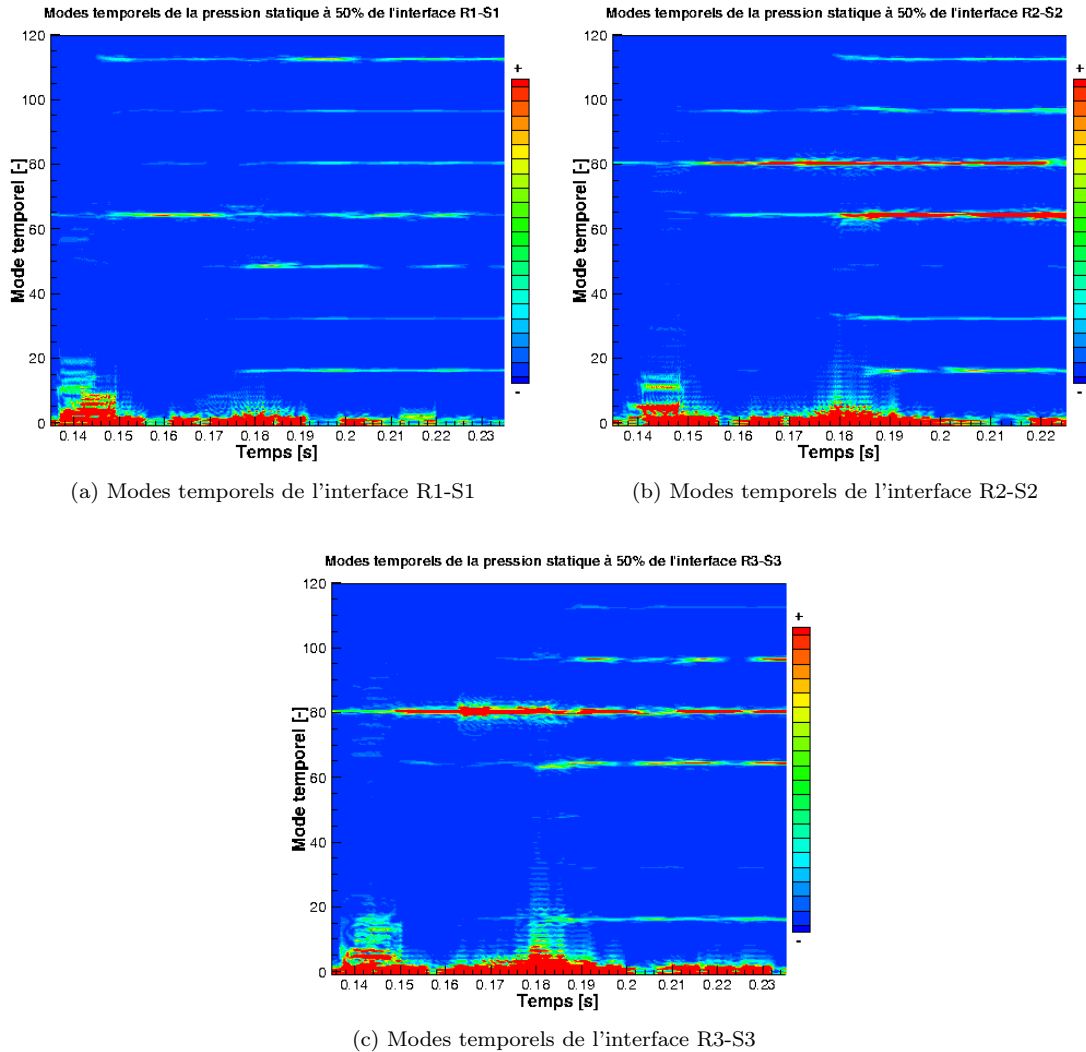 Modes temporels de la pression statique à 50% de l'interface R1-S1
Mode temporel [-]
120
100
80
60
40
20
0
0.14 0.15 0.16 0.17 0.18 0.19 0.2 0.21 0.22 0.23
Temps [s]
+
-
(a) Modes temporels de l'interface R1-S1
Modes temporels de la pression statique à 50% de l'interface R2-S2
Mode temporel [-]
120
100
80
60
40
20
0
0.14 0.15 0.16 0.17 0.18 0.19 0.2 0.21 0.22
Temps [s]
+
-
(b) Modes temporels de l'interface R2-S2
Modes temporels de la pression statique à 50% de l'interface R3-S3
Mode temporel [-]
120
100
80
60
40
20
0
0.14 0.15 0.16 0.17 0.18 0.19 0.2 0.21 0.22 0.23
Temps [s]
+
-
(c) Modes temporels de l'interface R3-S3